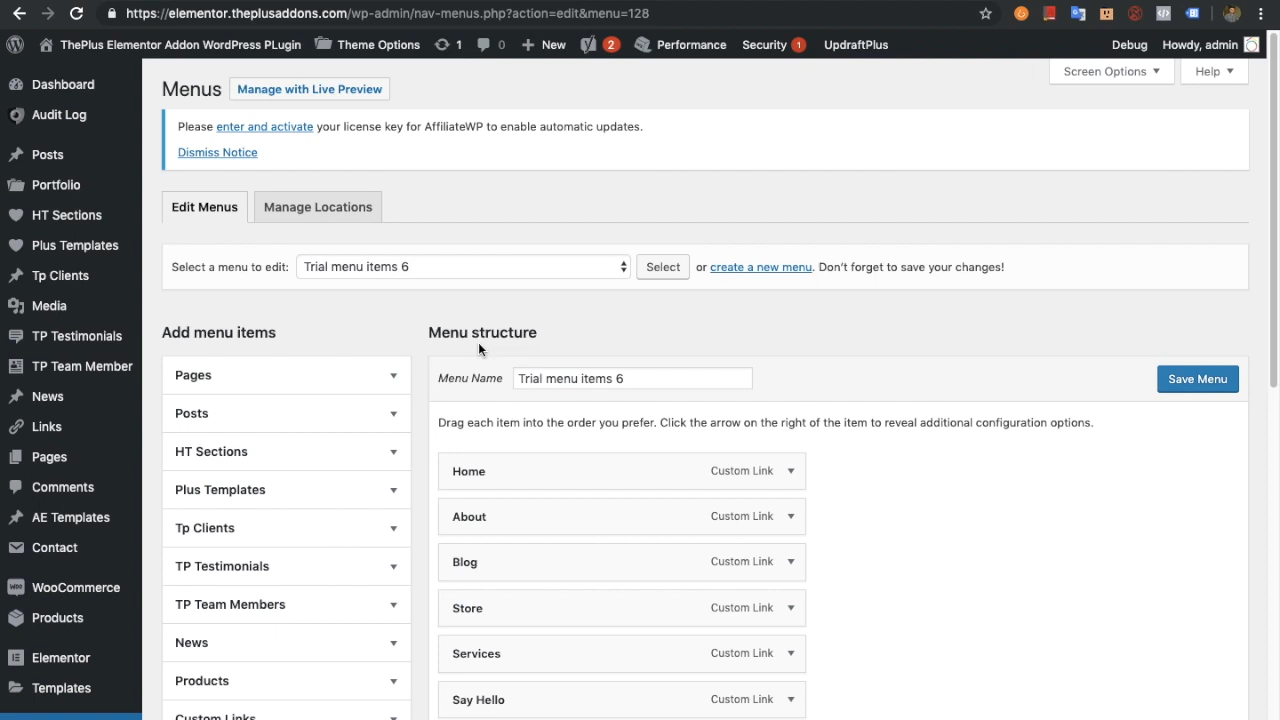 https://elementor.theplusaddons.com/wp-admin/nav-menus.php?action=edit&menu=128
ThePlus Elementor Addon WordPress PLugin Theme Options 1 0 New 2 Performance Security 1 UpdraftPlus Debug Howdy, admin
Screen Options Help
Dashboard
Audit Log
Posts
Portfolio
HT Sections
Plus Templates
Tp Clients
Media
TP Testimonials
TP Team Member
News
Links
Pages
Comments
AE Templates
Contact
WooCommerce
Products
Elementor
Templates
Menus Manage with Live Preview
Please enter and activate your license key for AffiliateWP to enable automatic updates.
Dismiss Notice
Edit Menus Manage Locations
Select a menu to edit: Trial menu items 6 Select or create a new menu. Don't forget to save your changes!
Add menu items
Pages
Posts
HT Sections
Plus Templates
Tp Clients
TP Testimonials
TP Team Members
News
Products
Custom Links
Menu structure
Menu Name Trial menu items 6 Save Menu
Drag each item into the order you prefer. Click the arrow on the right of the item to reveal additional configuration options.
Home Custom Link
About Custom Link
Blog Custom Link
Store Custom Link
Services Custom Link
Say Hello Custom Link